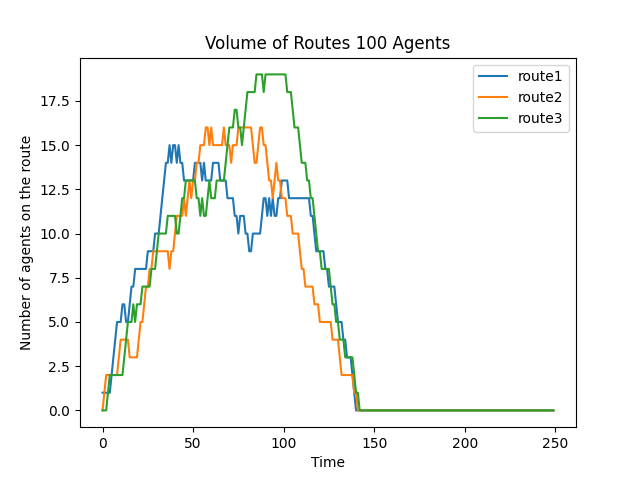 Volume of Routes 100 Agents
route1
route2
route3
Number of agents on the route
17.5
15.0
12.5
10.0
7.5
5.0
2.5
0.0
0 50 100 150 200 250
Time